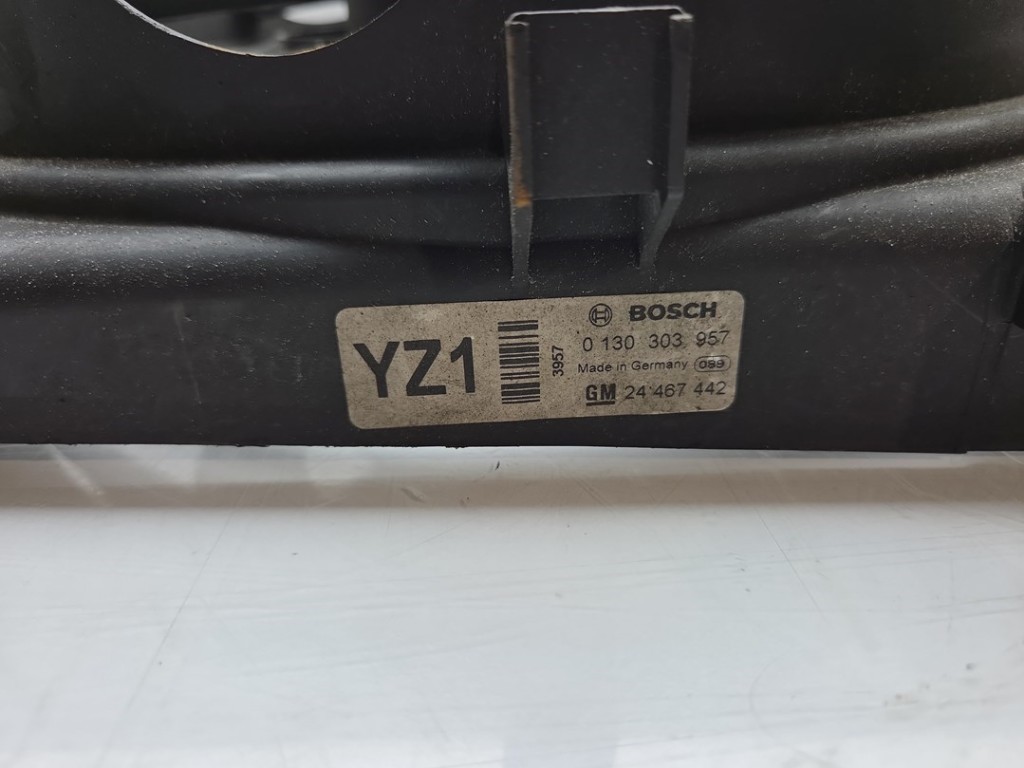 YZ1
3957
BOSCH
0 130 303 957
Made in Germany 099
GM 24 467 442